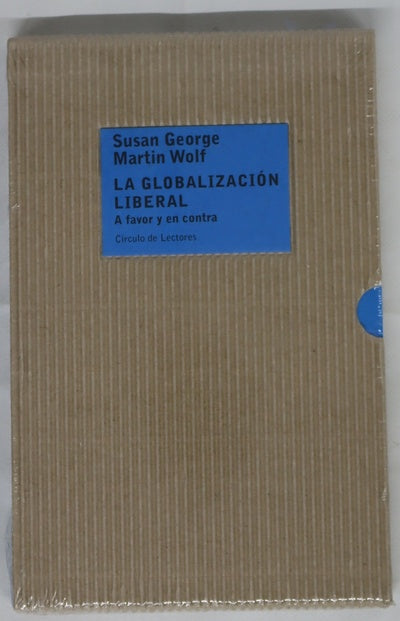 Susan George
Martin Wolf
LA GLOBALIZACIÓN
LIBERAL
A favor y en contra
Círculo de Lectores